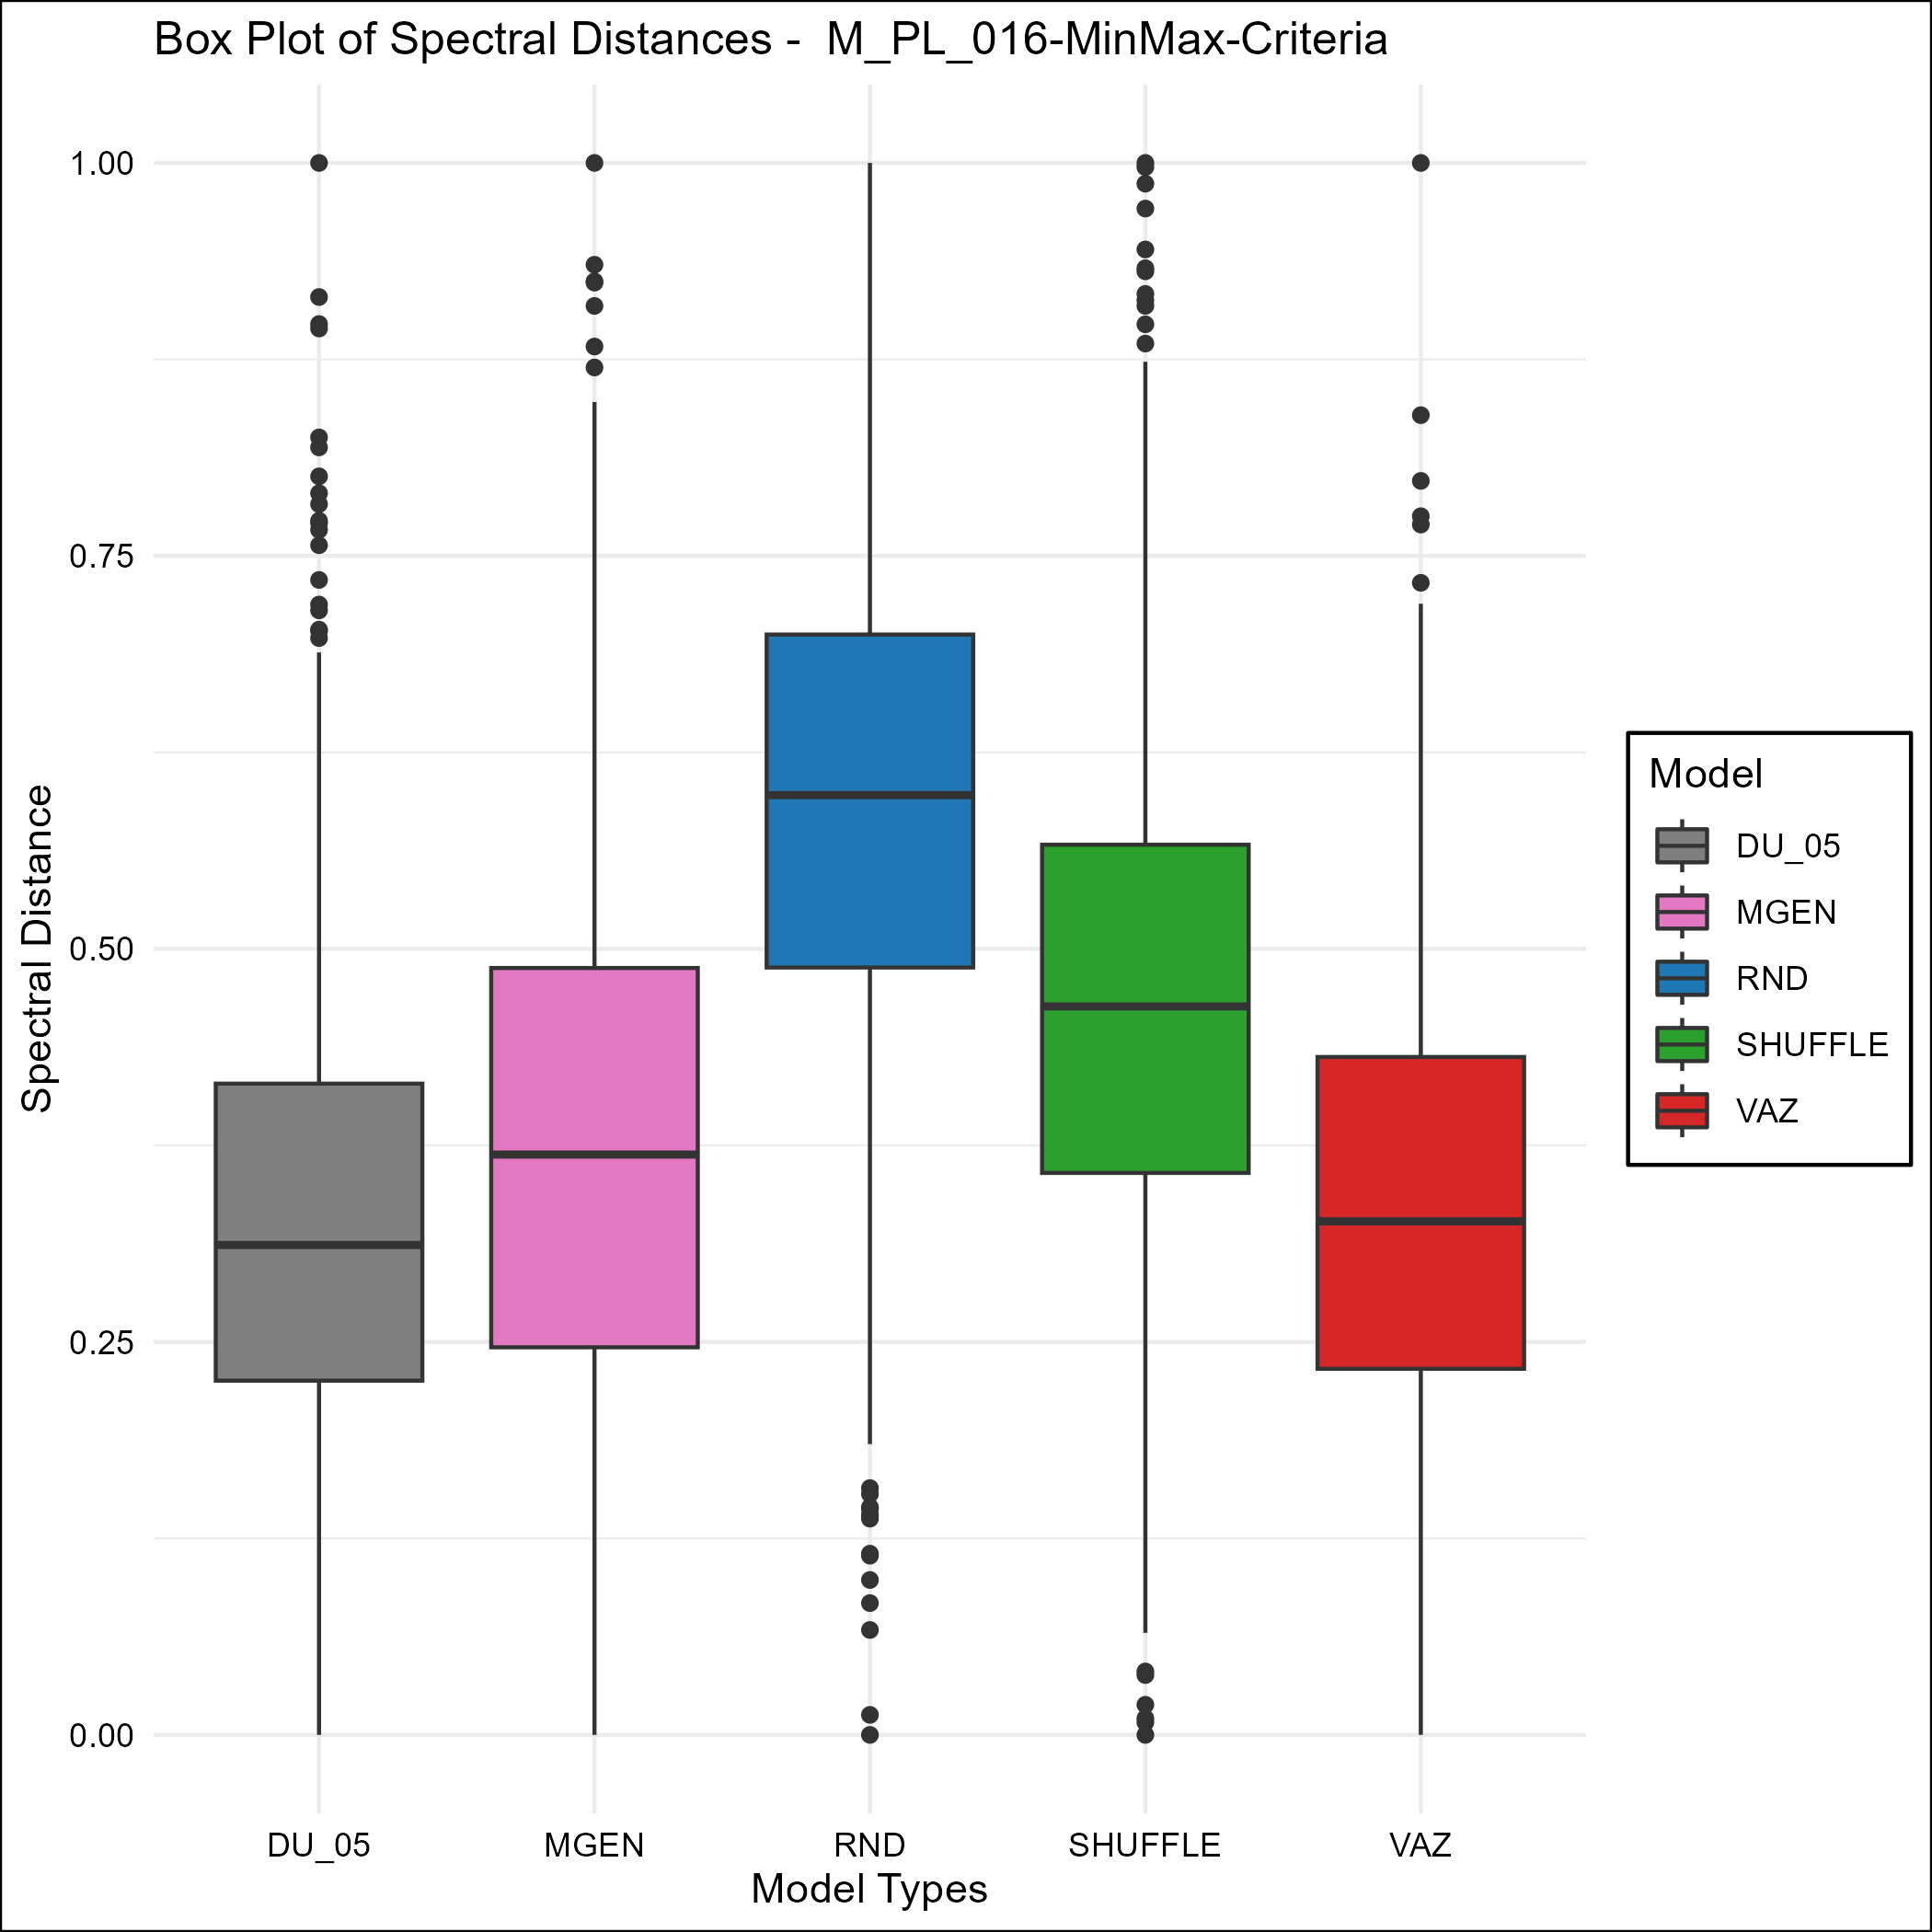 Box Plot of Spectral Distances -  M_PL_016-MinMax-Criteria
1.00
0.75
0.50
0.25
0.00
Spectral Distance
DU_05
MGEN
RND
SHUFFLE
VAZ
Model Types
Model
DU_05
MGEN
RND
SHUFFLE
VAZ